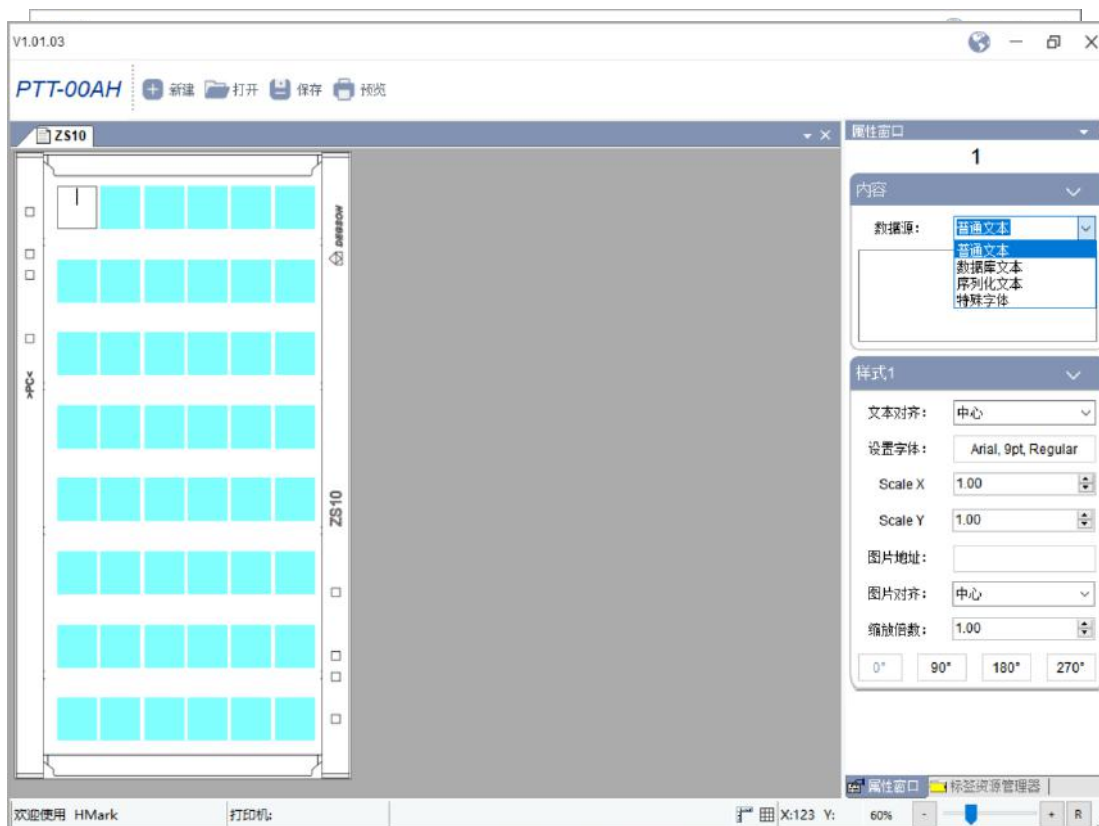 V1.01.03
PTT-00AH
新建
打开
保存
预览
ZS10
属性窗口
1
内容
数据源：
普通文本
普通文本
数据库文本
序列化文本
特殊字体
样式1
文本对齐：
中心
设置字体：
Arial, 9pt, Regular
Scale X
1.00
Scale Y
1.00
图片地址：
图片对齐：
中心
缩放倍数：
1.00
0° 90° 180° 270°
DEGSON
>PC<
ZS10
属性窗口 标签资源管理器
欢迎使用 HMark
打印机:
X:123 Y:
60%
- + R